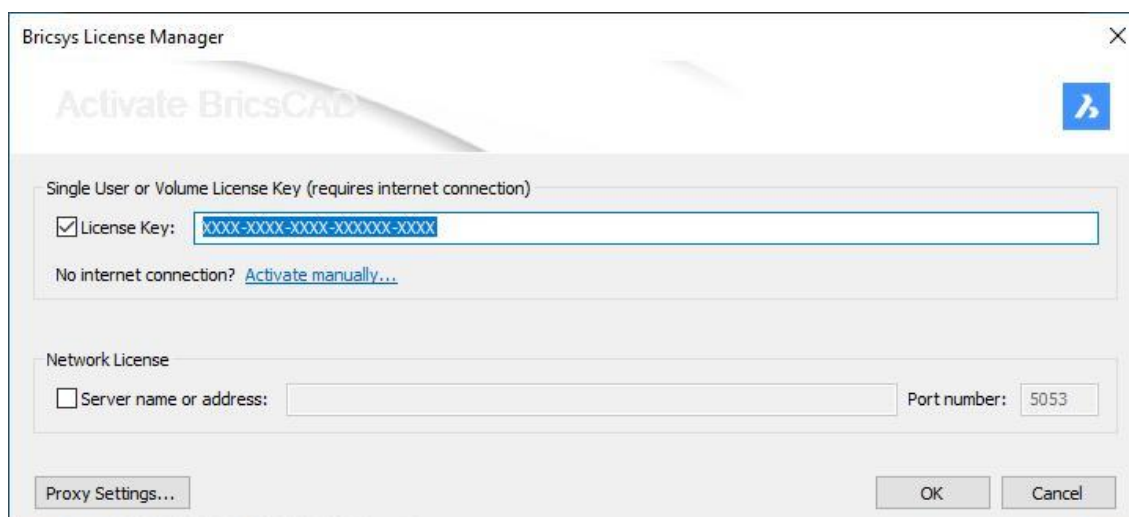 Bricsys License Manager
Activate BricsCAD
Single User or Volume License Key (requires internet connection)
License Key: XXXX-XXXX-XXXX-XXXXXX-XXXX
No internet connection? Activate manually...
Network License
Server name or address: Port number: 5053
Proxy Settings... OK Cancel